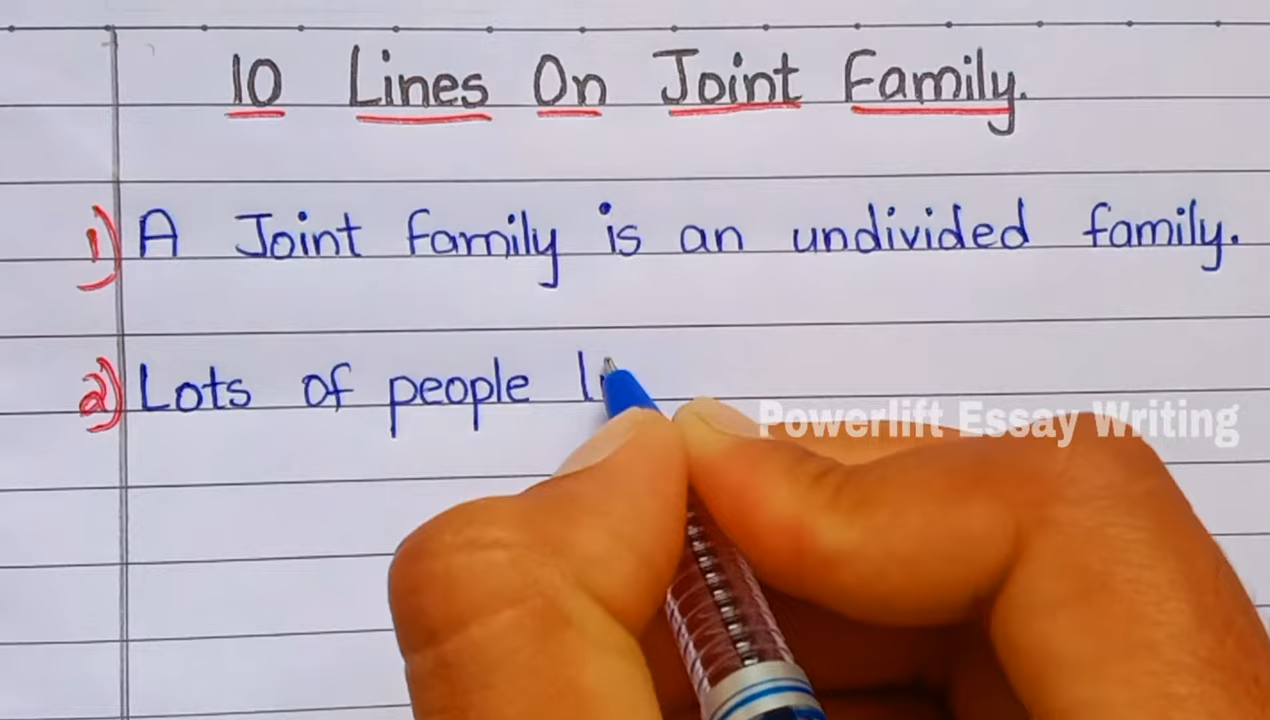 10 Lines On Joint Family.
1) A Joint family is an undivided family.
2) Lots of people
Powerlift Essay Writing